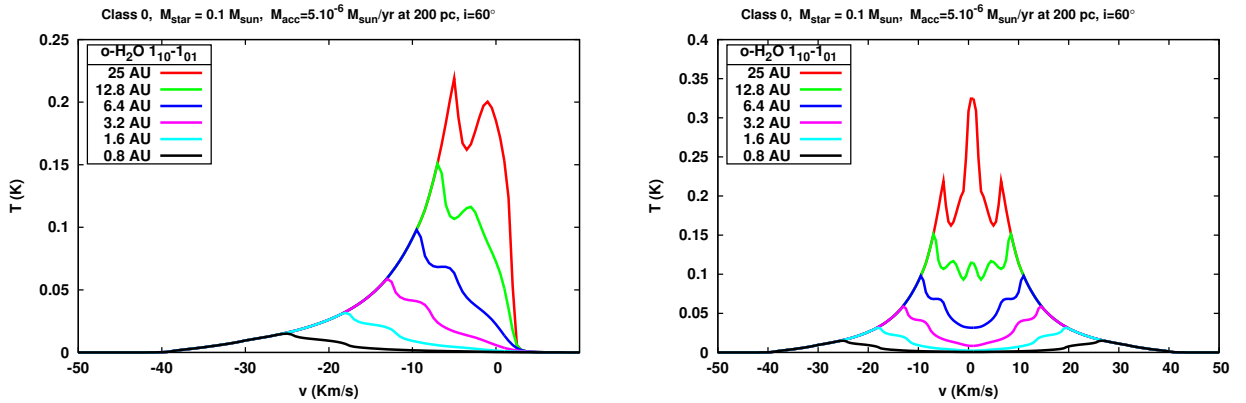 Class 0, M_star = 0.1 M_sun, M_acc=5.10^-6 M_sun/yr at 200 pc, i=60°
T (K)
0.25
0.2
0.15
0.1
0.05
0
o-H₂O 1₁₀-1₀₁
25 AU
12.8 AU
6.4 AU
3.2 AU
1.6 AU
0.8 AU
-50 -40 -30 -20 -10 0
v (Km/s)
Class 0, M_star = 0.1 M_sun, M_acc=5.10^-6 M_sun/yr at 200 pc, i=60°
T (K)
0.4
0.35
0.3
0.25
0.2
0.15
0.1
0.05
0
o-H₂O 1₁₀-1₀₁
25 AU
12.8 AU
6.4 AU
3.2 AU
1.6 AU
0.8 AU
-50 -40 -30 -20 -10 0 10 20 30 40 50
v (Km/s)